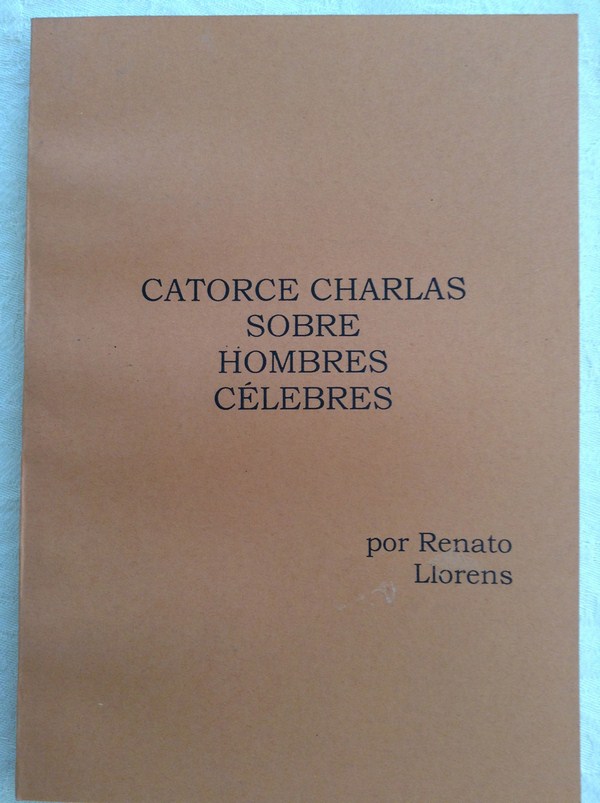 CATORCE CHARLAS
SOBRE
HOMBRES
CÉLEBRES
por Renato
Llorens